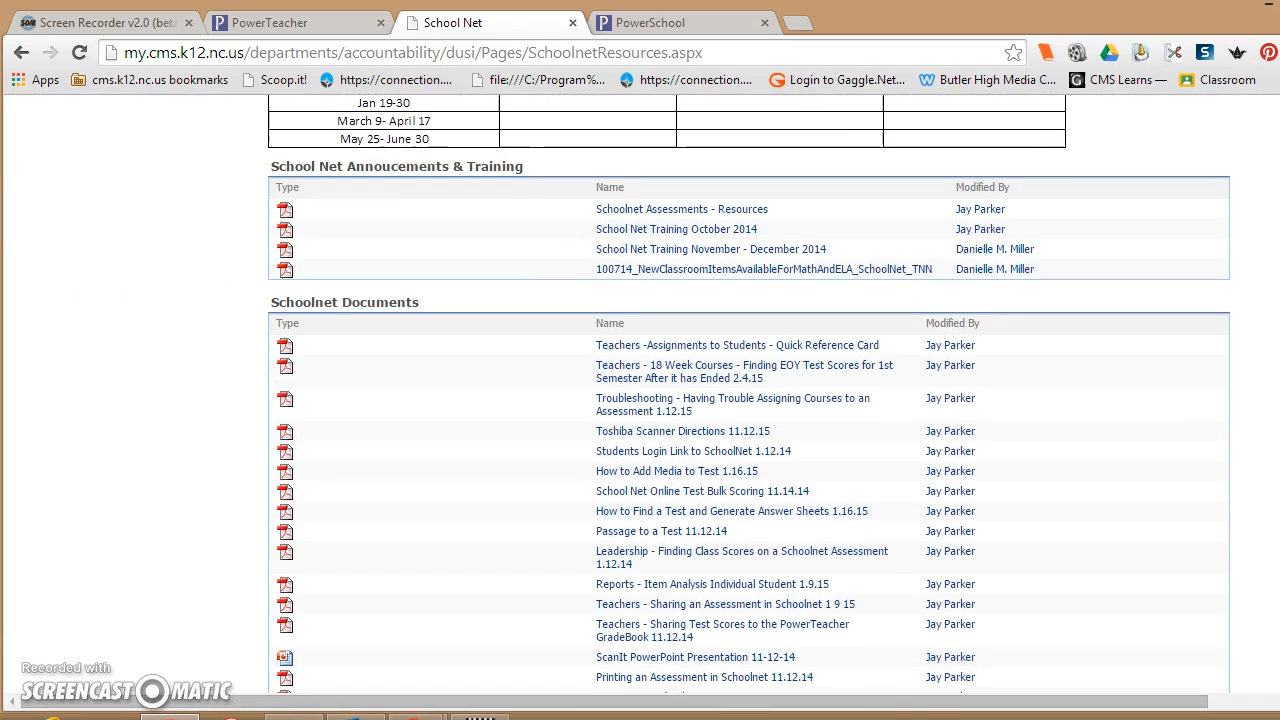 Screen Recorder v2.0 (beta
PowerTeacher
School Net
PowerSchool
my.cms.k12.nc.us/departments/accountability/dusi/Pages/SchoolnetResources.aspx
Apps
cms.k12.nc.us bookmarks
Scoop.it!
https://connection....
file://C:/Program%...
https://connection....
Login to Gaggle.Net...
Butler High Media C...
CMS Learns —
Classroom
Jan 19-30
March 9- April 17
May 25- June 30
School Net Annoucements & Training
Type Name Modified By
Schoolnet Assessments - Resources Jay Parker
School Net Training October 2014 Jay Parker
School Net Training November - December 2014 Danielle M. Miller
100714_NewClassroomItemsAvailableForMathAndELA_SchoolNet_TNN Danielle M. Miller
Schoolnet Documents
Type Name Modified By
Teachers -Assignments to Students - Quick Reference Card Jay Parker
Teachers - 18 Week Courses - Finding EOY Test Scores for 1st Jay Parker
Semester After it has Ended 2.4.15
Troubleshooting - Having Trouble Assigning Courses to an Jay Parker
Assessment 1.12.15
Toshiba Scanner Directions 11.12.15 Jay Parker
Students Login Link to SchoolNet 1.12.14 Jay Parker
How to Add Media to Test 1.16.15 Jay Parker
School Net Online Test Bulk Scoring 11.14.14 Jay Parker
How to Find a Test and Generate Answer Sheets 1.16.15 Jay Parker
Passage to a Test 11.12.14 Jay Parker
Leadership - Finding Class Scores on a Schoolnet Assessment Jay Parker
1.12.14
Reports - Item Analysis Individual Student 1.9.15 Jay Parker
Teachers - Sharing an Assessment in Schoolnet 1 9 15 Jay Parker
Teachers - Sharing Test Scores to the PowerTeacher Jay Parker
GradeBook 11.12.14
ScanIt PowerPoint Presentation 11-12-14 Jay Parker
Printing an Assessment in Schoolnet 11.12.14 Jay Parker
Recorded with
SCREENCAST MATIC